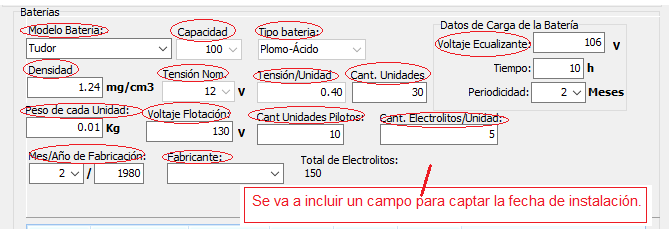 Baterías
Modelo Batería:
Tudor
Capacidad
100
Tipo batería:
Plomo-Ácido
Datos de Carga de la Batería
Voltaje Ecualizante:
106 V
Tiempo: 10 h
Periodicidad: 2 Meses
Densidad
1.24 mg/cm3
Tensión Nom.
12 V
Tensión/Unidad
0.40
Cant. Unidades
30
Peso de cada Unidad:
0.01 Kg
Voltaje Flotación:
130 V
Cant Unidades Pilotos:
10
Cant. Electrolitos/Unidad:
5
Mes/Año de Fabricación:
2 / 1980
Fabricante:
Total de Electrolitos:
150
Se va a incluir un campo para captar la fecha de instalación.